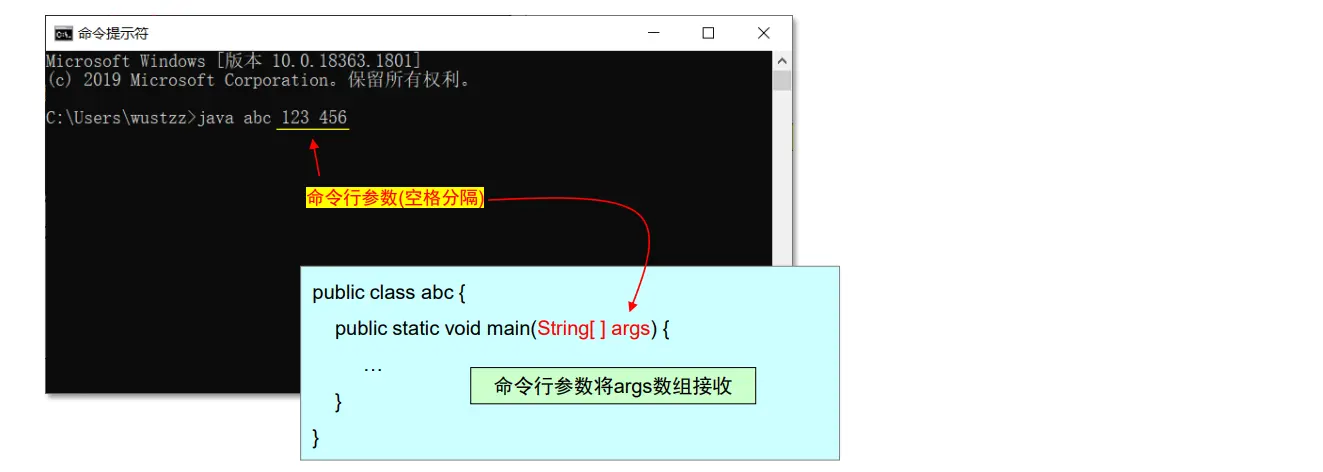 命令提示符
Microsoft Windows [版本 10.0.18363.1801]
(c) 2019 Microsoft Corporation。保留所有权利。
C:\Users\wustzz>java abc 123 456
命令行参数(空格分隔)
public class abc {
public static void main(String[ ] args) {
…
命令行参数将args数组接收
}
}